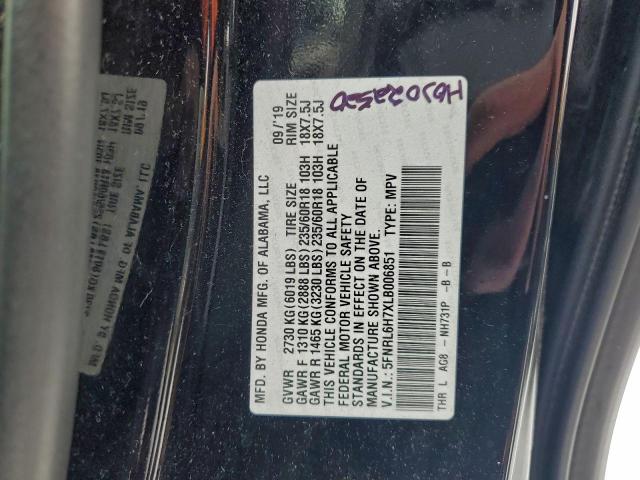 MFD. BY HONDA MFG. OF ALABAMA, LLC 09/'19
GVWR 2730 KG(6019 LBS) TIRE SIZE RIM SIZE
GAWR F 1310 KG(2888 LBS)235/60R18 103H 18X7.5J
GAWR R 1465 KG(3230 LBS)235/60R18 103H 18X7.5J
THIS VEHICLE CONFORMS TO ALL APPLICABLE
FEDERAL MOTOR VEHICLE SAFETY
STANDARDS IN EFFECT ON THE DATE OF
MANUFACTURE SHOWN ABOVE.
V.I.N.: 5FNRL6H7XLB006851 TYPE: MPV
THR L AG8 - NH731P -B -B